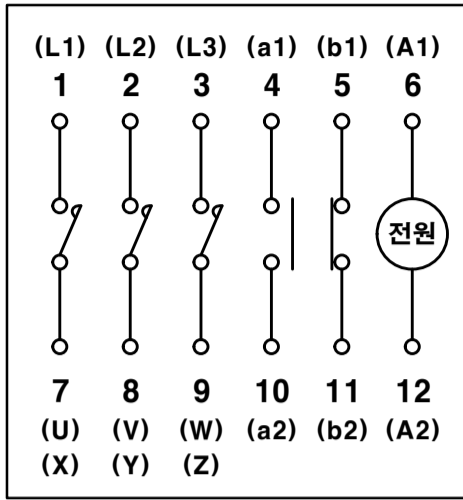 (L1) (L2) (L3) (a1) (b1) (A1)
1 2 3 4 5 6
전원
7 8 9 10 11 12
(U) (V) (W) (a2) (b2) (A2)
(X) (Y) (Z)